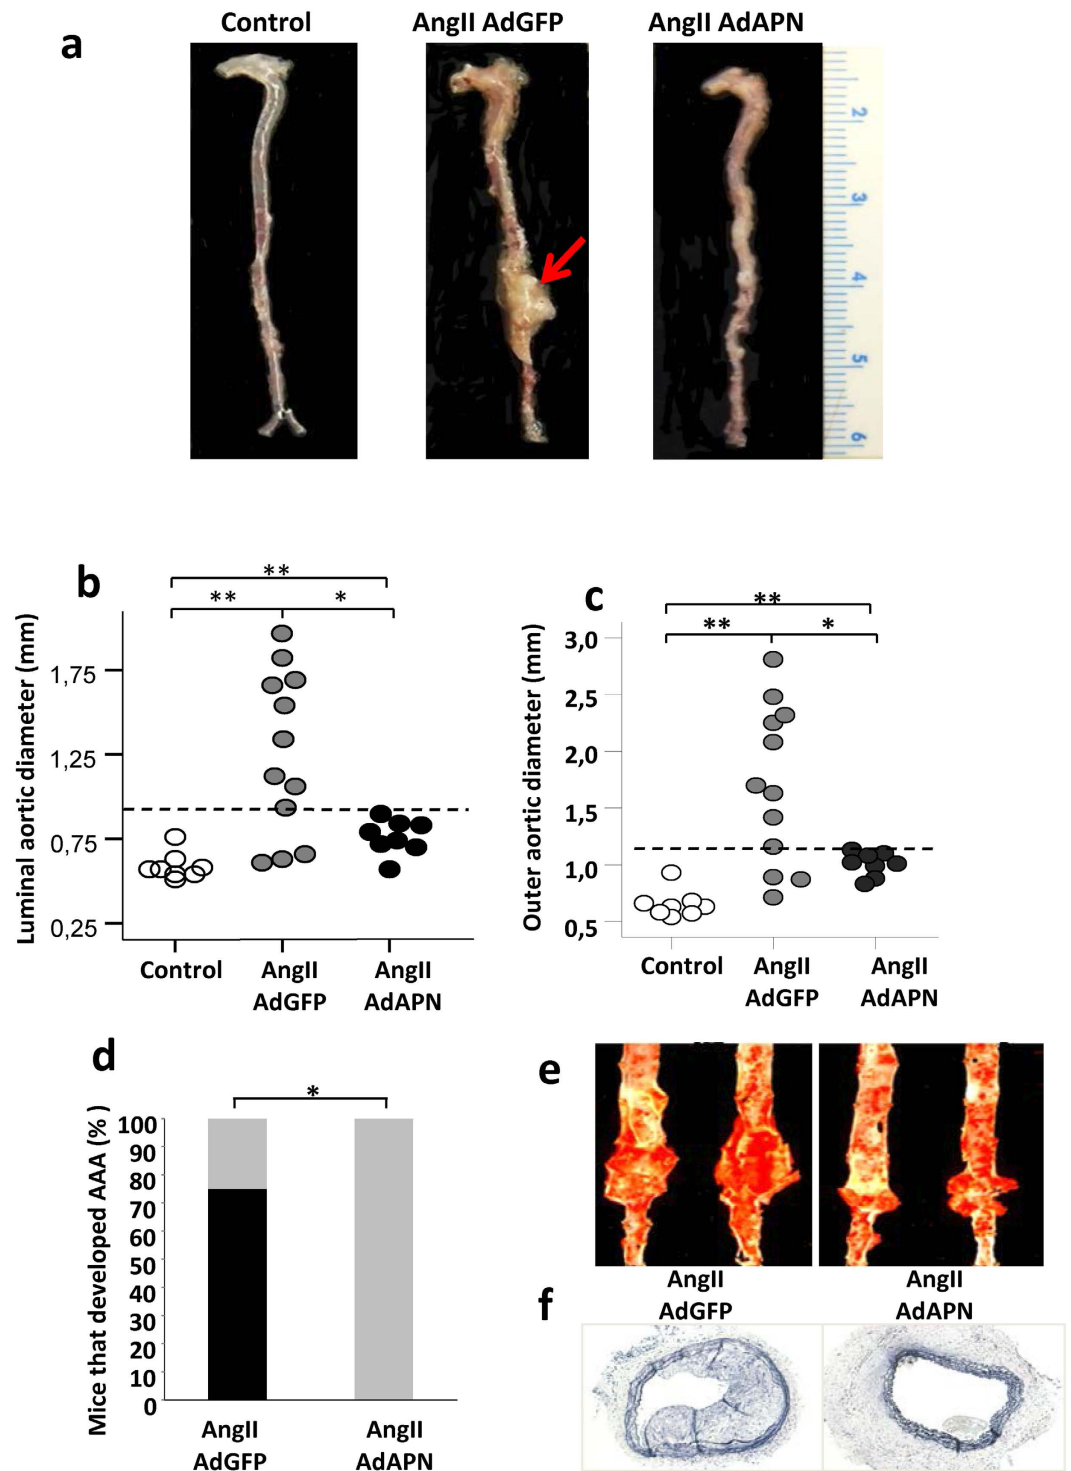 a
Control
AngII AdGFP
AngII AdAPN
2
3
4
5
6
b
**
**
*
Luminal aortic diameter (mm)
1,75
1,25
0,75
0,25
Control
AngII
AdGFP
AngII
AdAPN
c
**
**
*
Outer aortic diameter (mm)
3,0
2,5
2,0
1,5
1,0
0,5
Control
AngII
AdGFP
AngII
AdAPN
d
*
Mice that developed AAA (%)
100
90
80
70
60
50
40
30
20
10
0
AngII
AdGFP
AngII
AdAPN
e
AngII
AdGFP
AngII
AdAPN
f